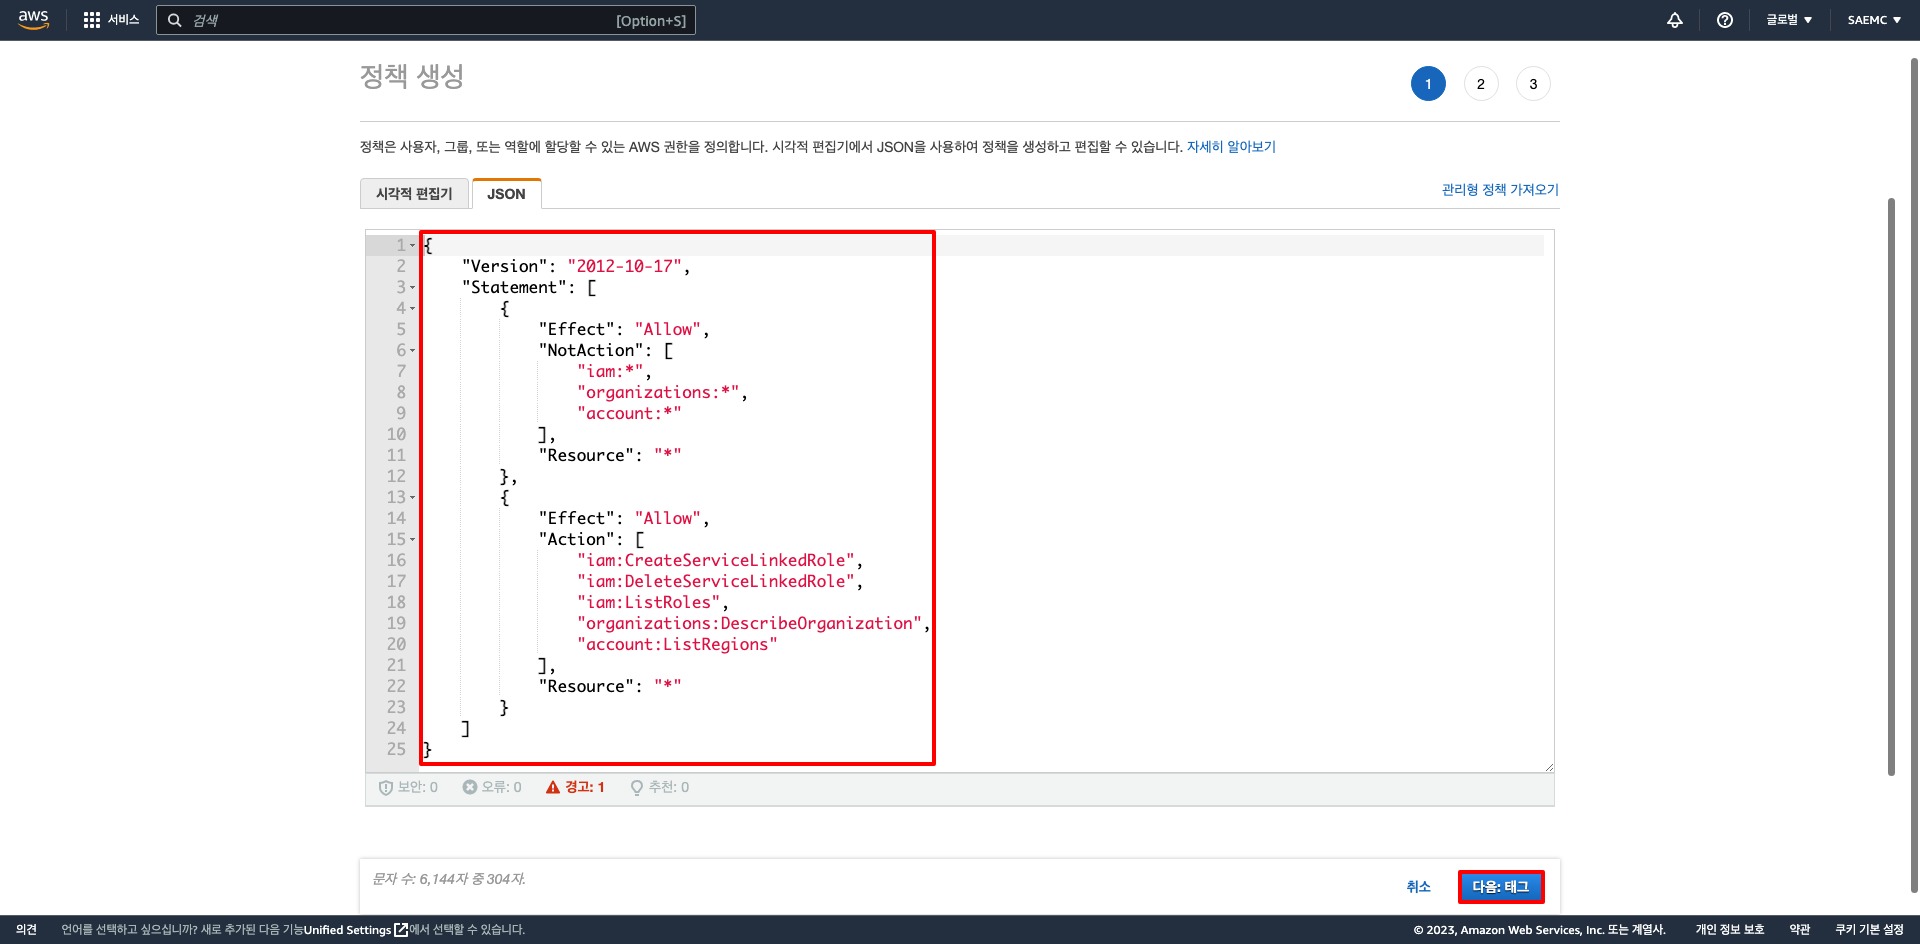 aws 서비스 검색 [Option+S] 글로벌 ▼ SAEMC ▼
정책 생성 1 2 3
정책은 사용자, 그룹, 또는 역할에 할당할 수 있는 AWS 권한을 정의합니다. 시각적 편집기에서 JSON을 사용하여 정책을 생성하고 편집할 수 있습니다. 자세히 알아보기
시각적 편집기 JSON 관리형 정책 가져오기
1 {
2     "Version": "2012-10-17",
3     "Statement": [
4         {
5             "Effect": "Allow",
6             "NotAction": [
7                 "iam:*",
8                 "organizations:*",
9                 "account:*"
10             ],
11             "Resource": "*"
12         },
13         {
14             "Effect": "Allow",
15             "Action": [
16                 "iam:CreateServiceLinkedRole",
17                 "iam:DeleteServiceLinkedRole",
18                 "iam:ListRoles",
19                 "organizations:DescribeOrganization",
20                 "account:ListRegions"
21             ],
22             "Resource": "*"
23         }
24     ]
25 }
보안: 0 오류: 0 경고: 1 추천: 0
문자 수: 6,144자 중 304자. 취소 다음: 태그
의견 언어를 선택하고 싶으십니까? 새로 추가된 다음 기능Unified Settings에서 선택할 수 있습니다. © 2023, Amazon Web Services, Inc. 또는 계열사. 개인 정보 보호 약관 쿠키 기본 설정